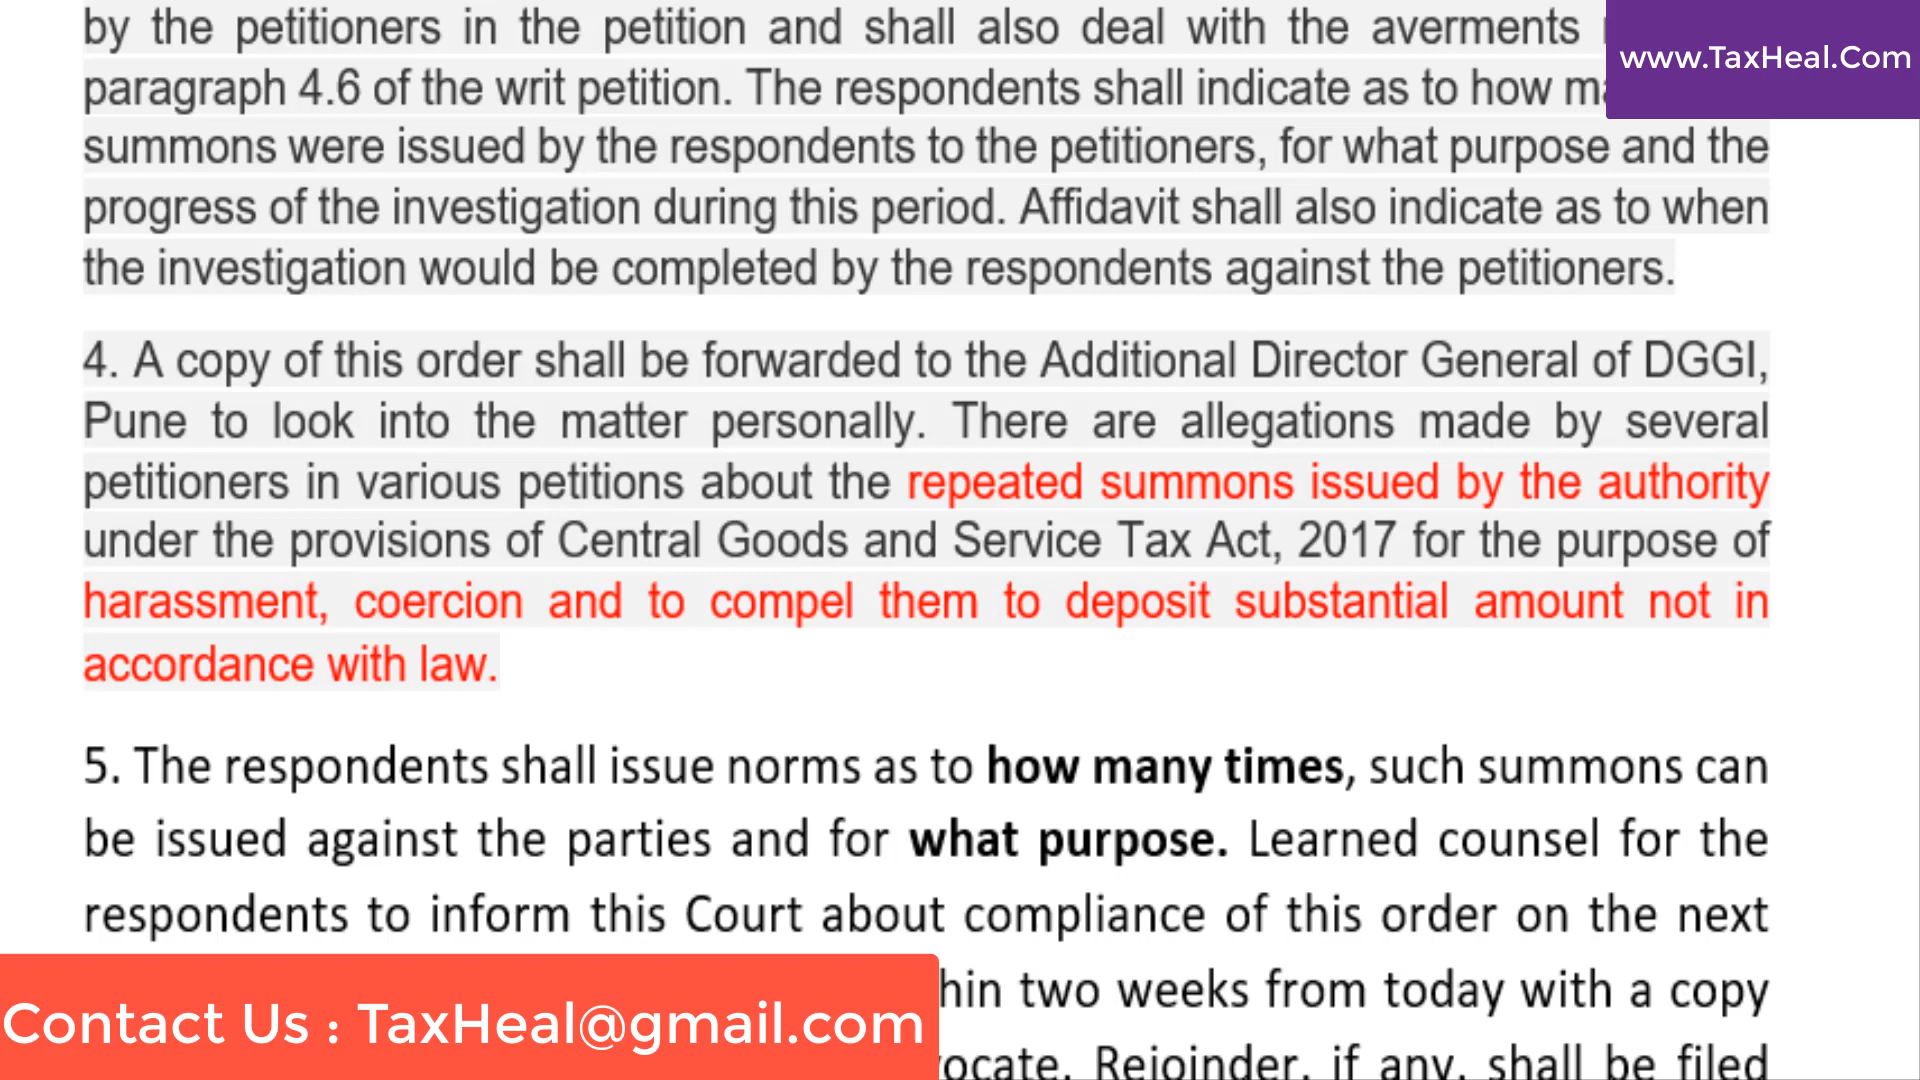 by the petitioners in the petition and shall also deal with the averments
www.TaxHeal.Com
paragraph 4.6 of the writ petition. The respondents shall indicate as to how
summons were issued by the respondents to the petitioners, for what purpose and the
progress of the investigation during this period. Affidavit shall also indicate as to when
the investigation would be completed by the respondents against the petitioners.
4. A copy of this order shall be forwarded to the Additional Director General of DGGI,
Pune to look into the matter personally. There are allegations made by several
petitioners in various petitions about the repeated summons issued by the authority
under the provisions of Central Goods and Service Tax Act, 2017 for the purpose of
harassment, coercion and to compel them to deposit substantial amount not in
accordance with law.
5. The respondents shall issue norms as to how many times, such summons can
be issued against the parties and for what purpose. Learned counsel for the
respondents to inform this Court about compliance of this order on the next
two weeks from today with a copy
Contact Us : TaxHeal@gmail.com
Rejoinder, if any, shall be filed